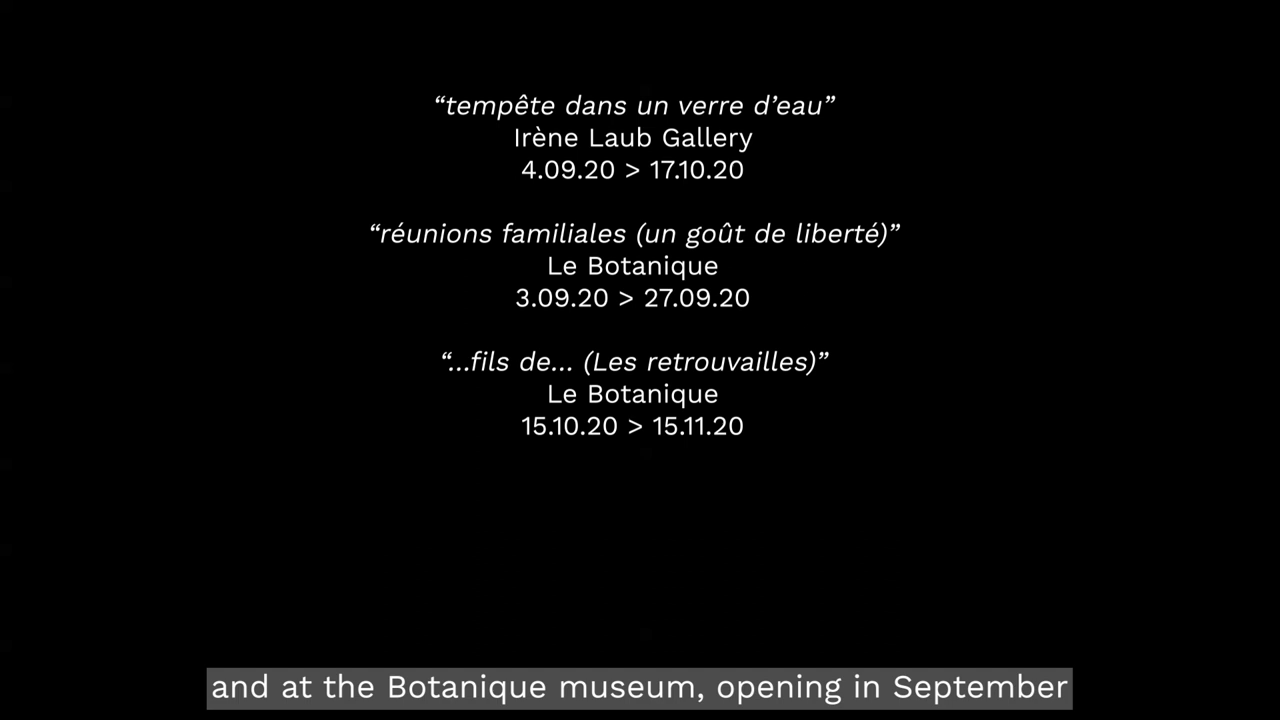 “tempête dans un verre d’eau”
Irène Laub Gallery
4.09.20 > 17.10.20
“réunions familiales (un goût de liberté)”
Le Botanique
3.09.20 > 27.09.20
“...fils de... (Les retrouvailles)”
Le Botanique
15.10.20 > 15.11.20
and at the Botanique museum, opening in September